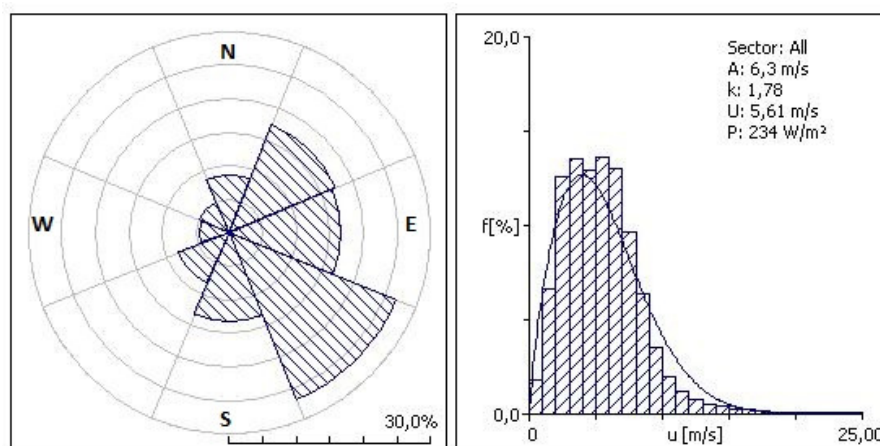 N
W
E
S
30,0%
20,0
Sector: All
A: 6,3 m/s
k: 1,78
U: 5,61 m/s
P: 234 W/m²
f[%]
0,0
0
u[m/s]
25,00